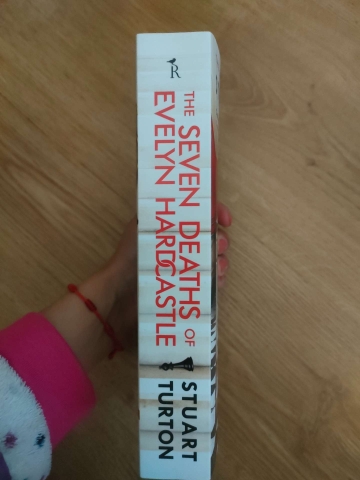 R
THE SEVEN DEATHS OF
EVELYN HARDCASTLE
STUART
TURTON